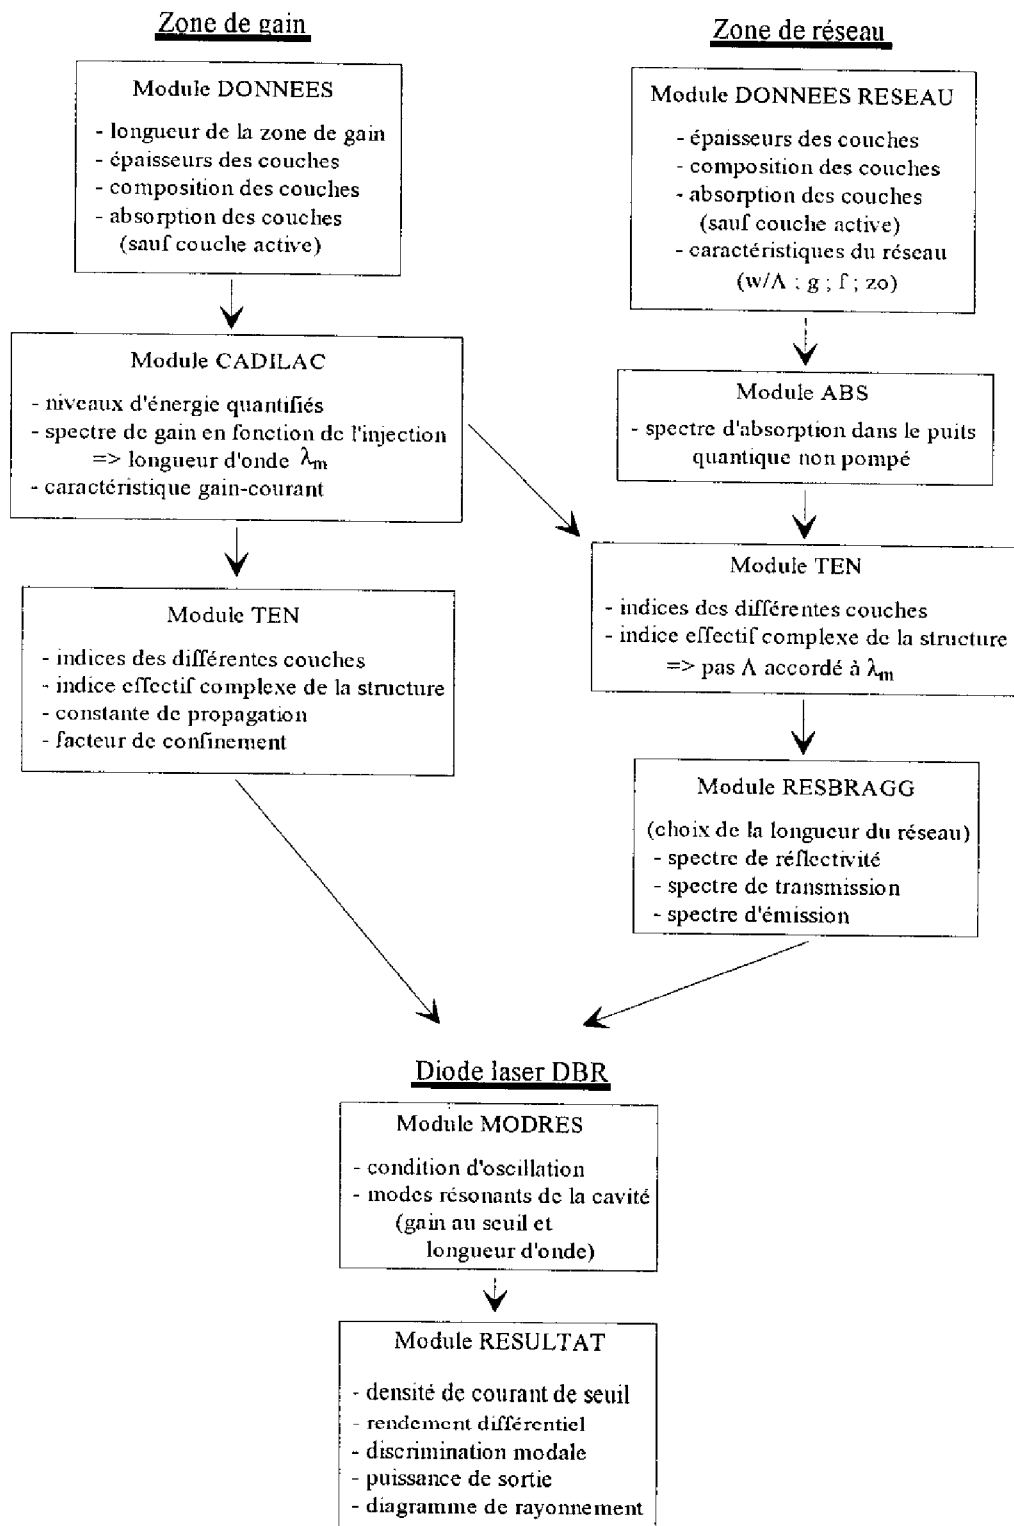 Zone de gain
Module DONNEES
- longueur de la zone de gain
- épaisseurs des couches
- composition des couches
- absorption des couches
(sauf couche active)
Module CADILAC
- niveaux d'énergie quantifiés
- spectre de gain en fonction de l'injection
=> longueur d'onde λm
- caractéristique gain-courant
Module TEN
- indices des différentes couches
- indice effectif complexe de la structure
- constante de propagation
- facteur de confinement
Zone de réseau
Module DONNEES RESEAU
- épaisseurs des couches
- composition des couches
- absorption des couches
(sauf couche active)
- caractéristiques du réseau
(w/Λ ; g ; f ; zo)
Module ABS
- spectre d'absorption dans le puits
quantique non pompé
Module TEN
- indices des différentes couches
- indice effectif complexe de la structure
=> pas Λ accordé à λm
Module RESBRAGG
(choix de la longueur du réseau)
- spectre de réflectivité
- spectre de transmission
- spectre d'émission
Diode laser DBR
Module MODRES
- condition d'oscillation
- modes résonants de la cavité
(gain au seuil et
longueur d'onde)
Module RESULTAT
- densité de courant de seuil
- rendement différentiel
- discrimination modale
- puissance de sortie
- diagramme de rayonnement